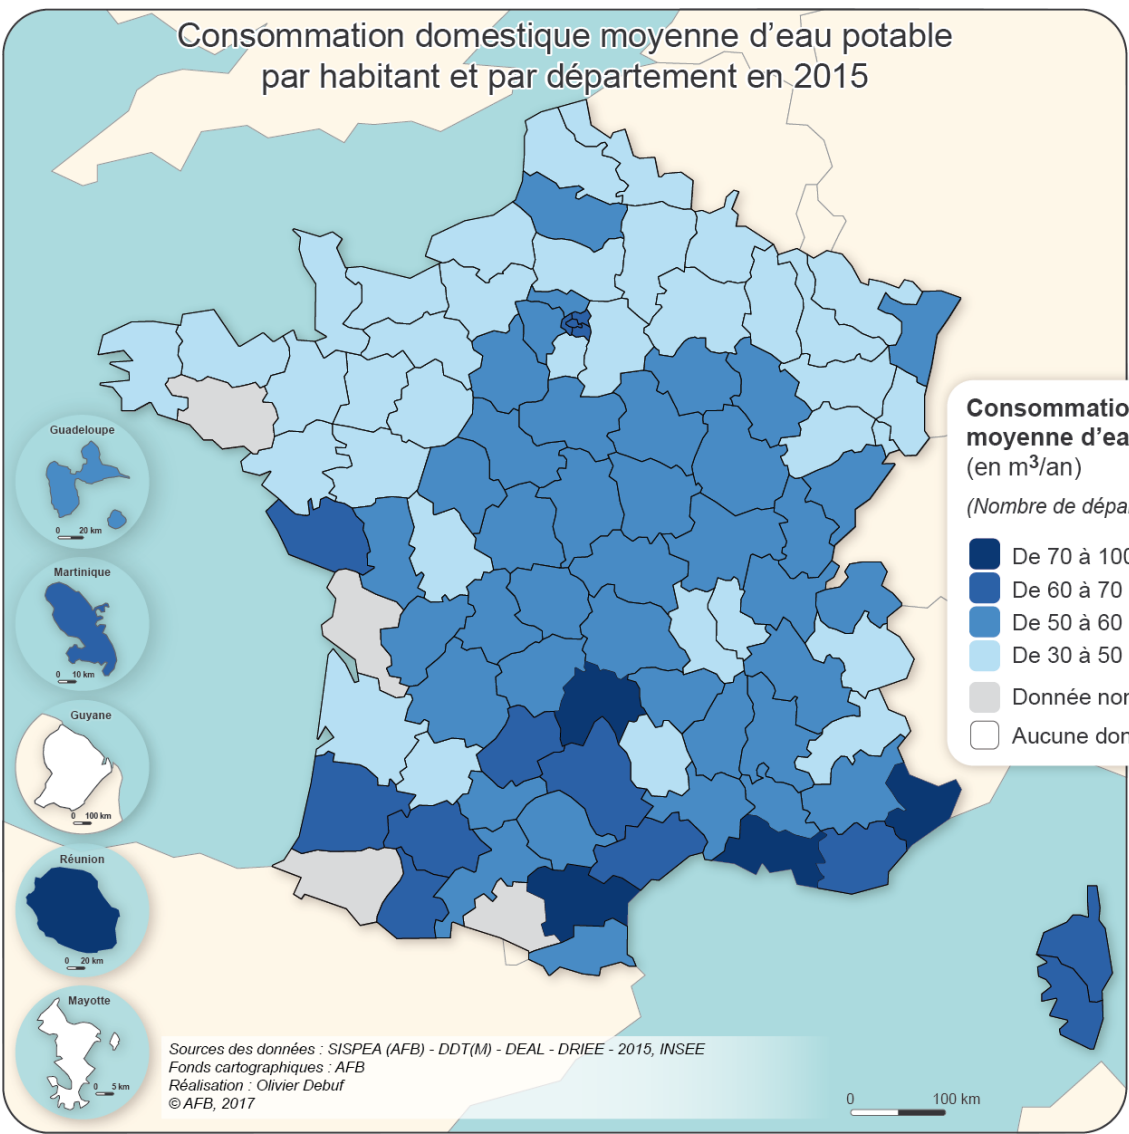 Consommation domestique moyenne d'eau potable
par habitant et par département en 2015
Guadeloupe
0 20 km
Martinique
0 10 km
Guyane
0 100 km
Réunion
0 20 km
Mayotte
0 5 km
Consommatio
moyenne d'ea
(en m³/an)
(Nombre de dépar
De 70 à 100
De 60 à 70
De 50 à 60
De 30 à 50
Donnée nor
Aucune don
Sources des données : SISPEA (AFB) - DDT(M) - DEAL - DRIEE - 2015, INSEE
Fonds cartographiques : AFB
Réalisation : Olivier Debuf
© AFB, 2017
0 100 km